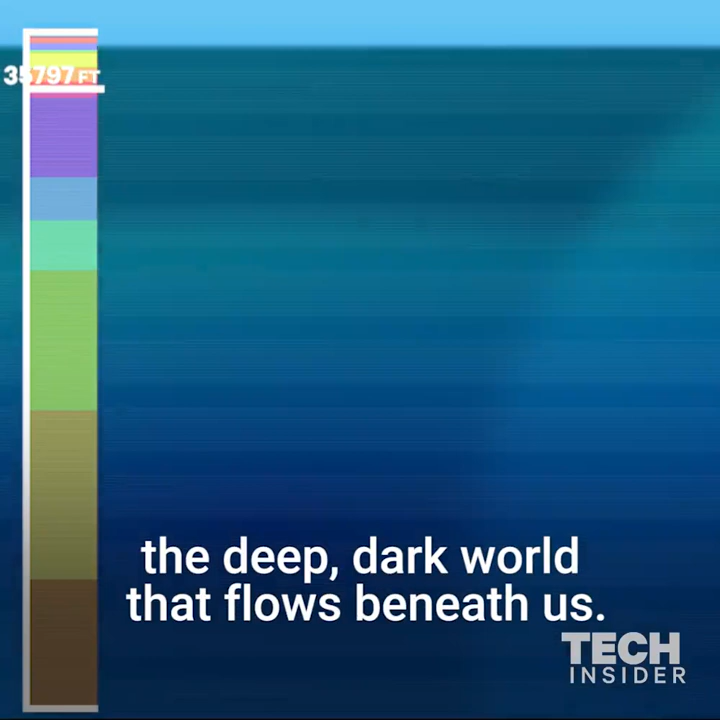 35797 FT
the deep, dark world
that flows beneath us.
TECH
INSIDER